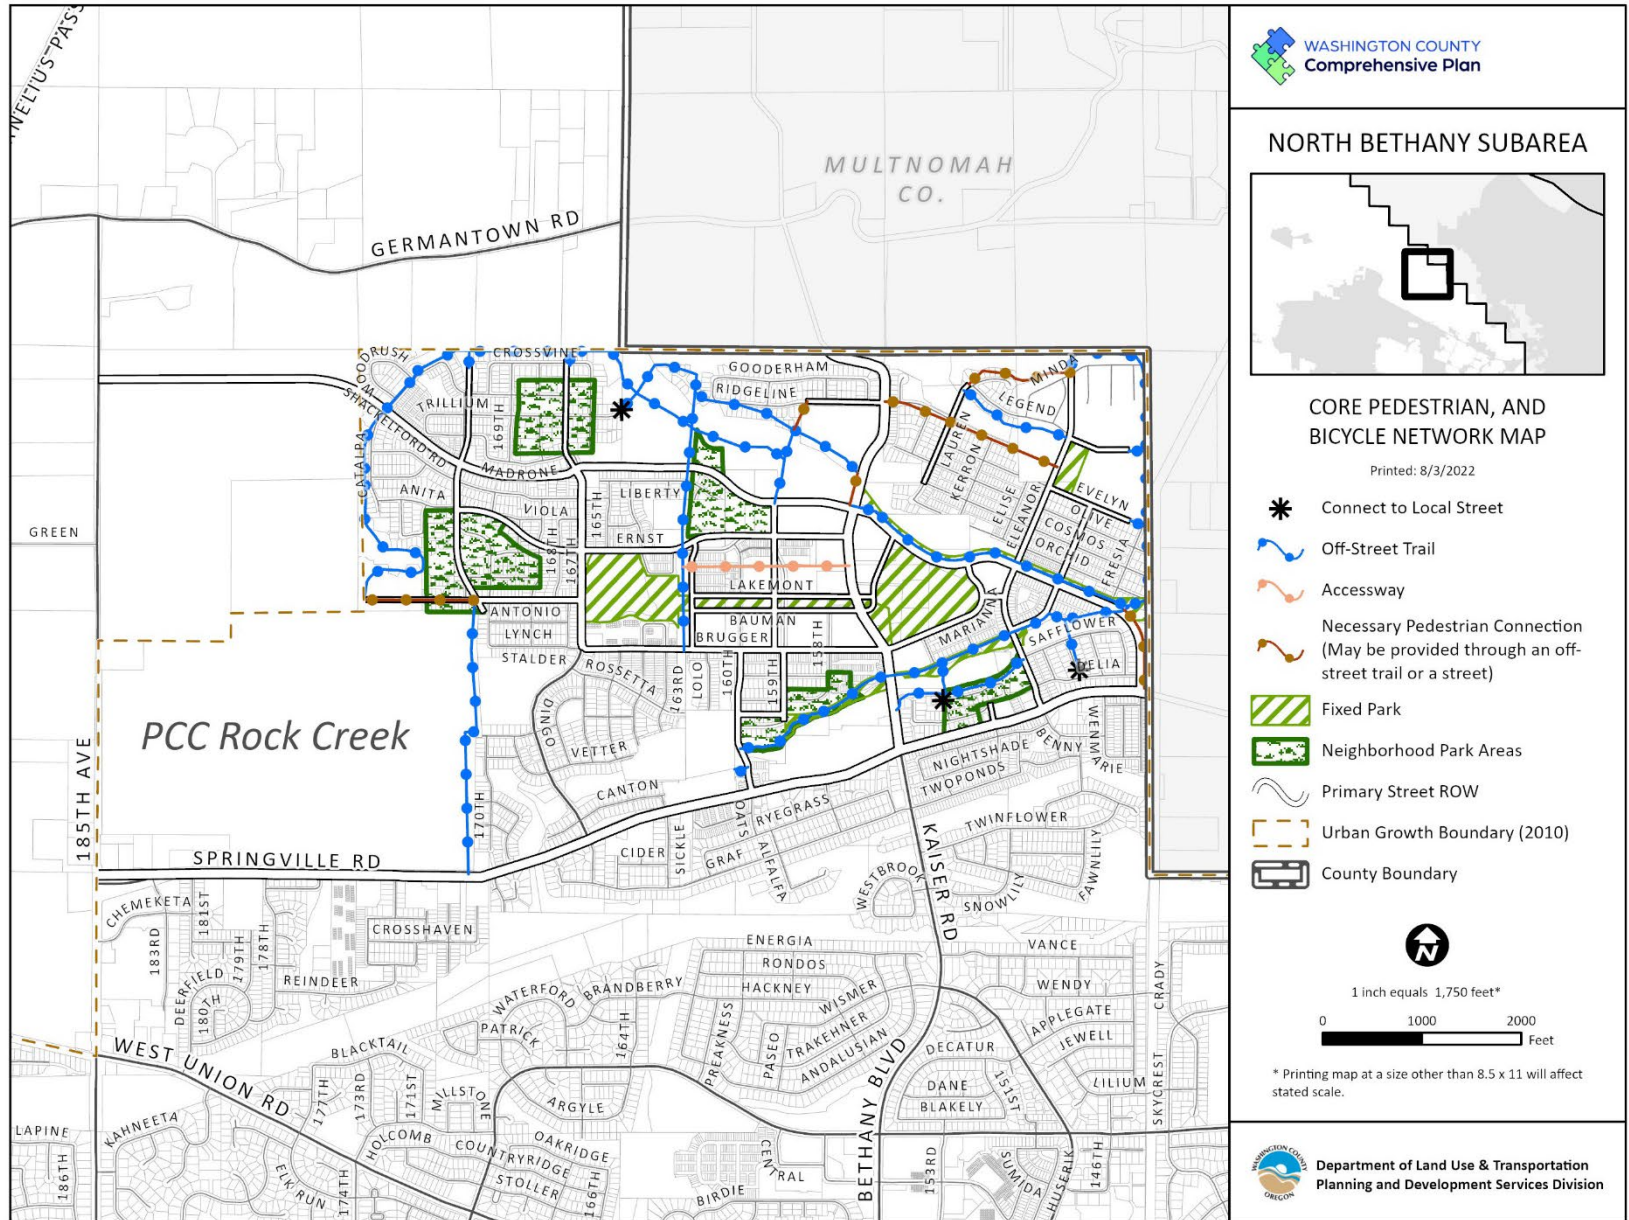 NELIUS PASS
MULTNOMAH
CO.
GERMANTOWN RD
CROSSVINE
GOODERHAM
RIDGELINE
MINDA
LEGEND
TRILLIUM
169TH
SHACKELFORD RD
CATALPA
MADRONE
LAUREN
KERRON
ELISE
ELEANOR
EVELYN
OLIVE
COSMOS
ORCHID
FRESIA
ANITA
VIOLA
LIBERTY
165TH
168TH
167TH
ERNST
GREEN
LAKEMONT
ANTONIO
LYNCH
STALDER
ROSSETTA
BAUMAN
BRUGGER
158TH
MARIANNA
SAFFLOWER
DELIA
163RD
LOLO
160TH
159TH
PCC Rock Creek
DINGO
VETTER
CANTON
NIGHTSHADE
TWOPONDS
BENNY
WENMARIE
185TH AVE
170TH
SPRINGVILLE RD
CIDER
SICKLE
OATS
RYEGRASS
GRAF
ALFALFA
KAISER RD
TWINFLOWER
WESTBROOK
SNOWLILY
FAWNLILY
CHEMEKETA
181ST
183RD
179TH
178TH
CROSSHAVEN
DEERFIELD
180TH
REINDEER
ENERGIA
RONDOS
HACKNEY
VANCE
WENDY
CRADY
WATERFORD
BRANDBERRY
PATRICK
164TH
PREAKNESS
PASEO
WISMER
TRAKEHNER
ANDALUSIAN
APPLEGATE
JEWELL
DECATUR
WEST UNION RD
BLACKTAIL
177TH
173RD
171ST
MILLSTONE
ARGYLE
BETHANY BLVD
DANE
BLAKELY
151ST
LILIUM
SKYCREST
LAPINE
KAHNEETA
HOLCOMB
COUNTRYRIDGE
OAKRIDGE
STOLLER
186TH
ELK RUN
174TH
166TH
CENTRAL
BIRDIE
153RD
SUMIDA
HUSERIK
146TH
WASHINGTON COUNTY
Comprehensive Plan
NORTH BETHANY SUBAREA
CORE PEDESTRIAN, AND
BICYCLE NETWORK MAP
Printed: 8/3/2022
Connect to Local Street
Off-Street Trail
Accessway
Necessary Pedestrian Connection
(May be provided through an off-
street trail or a street)
Fixed Park
Neighborhood Park Areas
Primary Street ROW
Urban Growth Boundary (2010)
County Boundary
N
1 inch equals 1,750 feet*
0 1000 2000
Feet
* Printing map at a size other than 8.5 x 11 will affect
stated scale.
WASHINGTON COUNTY
OREGON
Department of Land Use & Transportation
Planning and Development Services Division